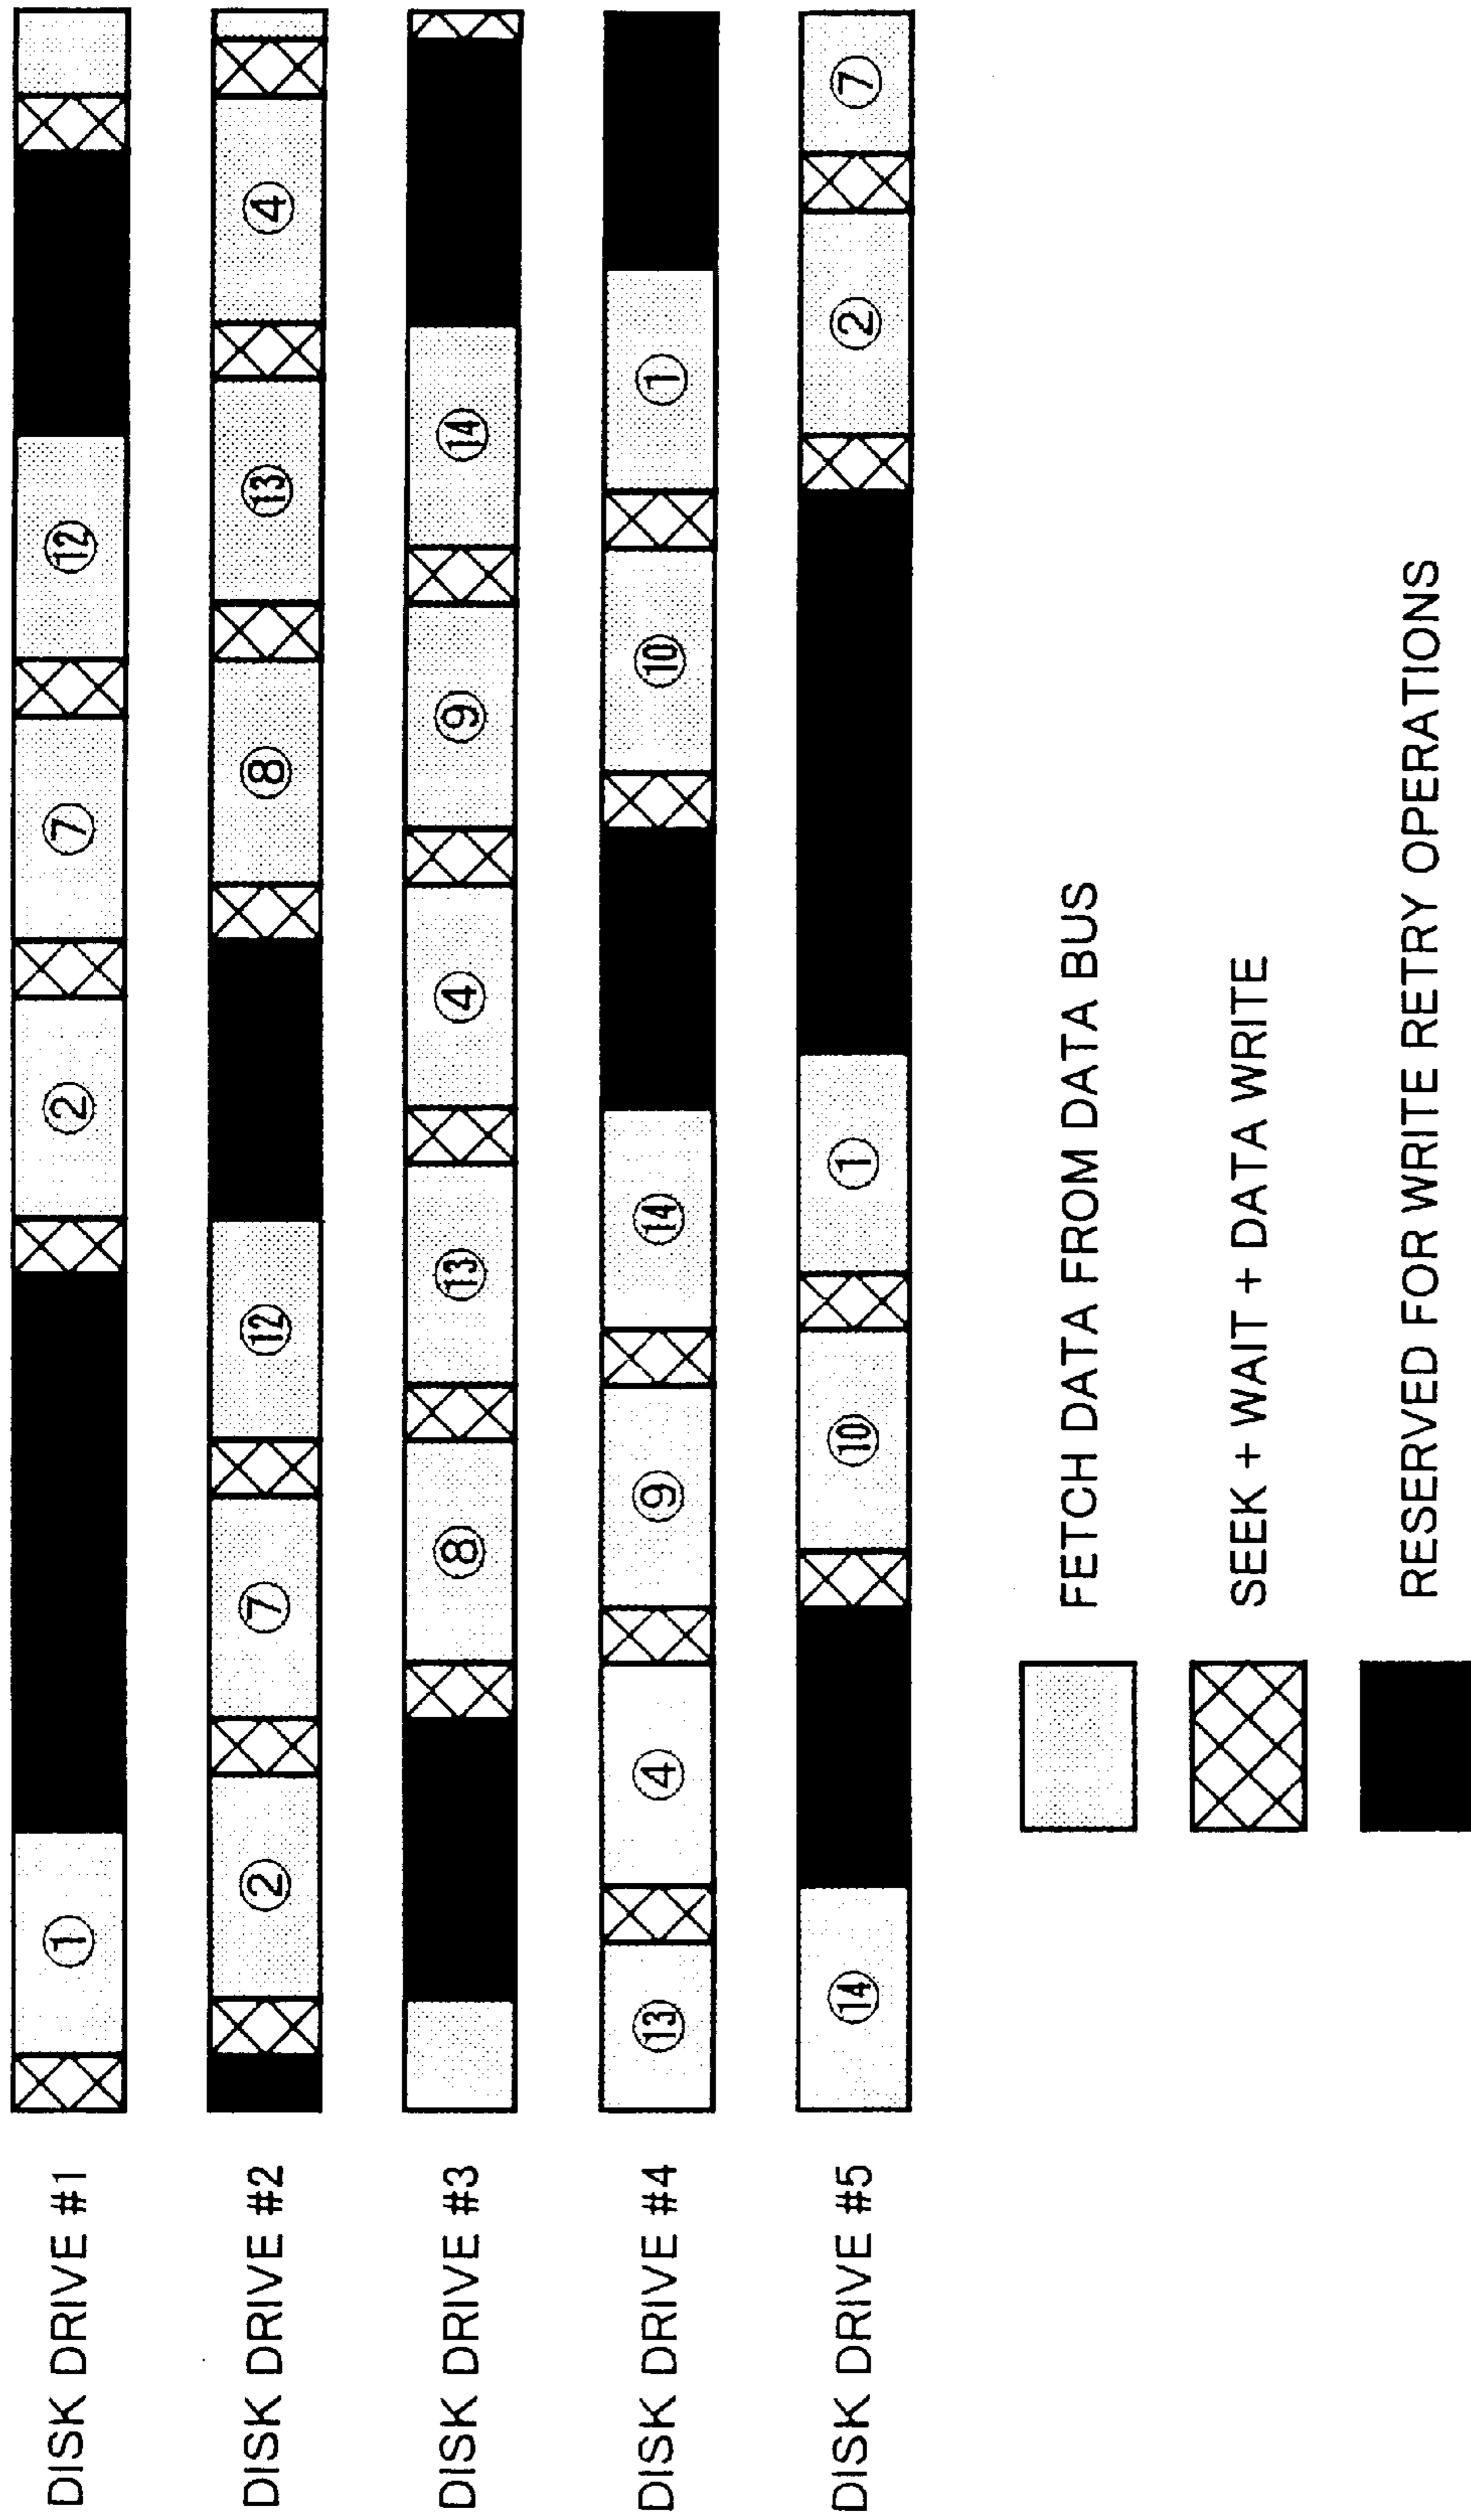 DISK DRIVE #1
① ② ⑦ ⑫
DISK DRIVE #2
② ⑦ ⑫ ⑧ ⑬ ④
DISK DRIVE #3
⑧ ⑬ ④ ⑨ ⑭
DISK DRIVE #4
⑬ ④ ⑨ ⑭ ⑩ ①
DISK DRIVE #5
⑭ ⑩ ① ② ⑦
FETCH DATA FROM DATA BUS
SEEK + WAIT + DATA WRITE
RESERVED FOR WRITE RETRY OPERATIONS